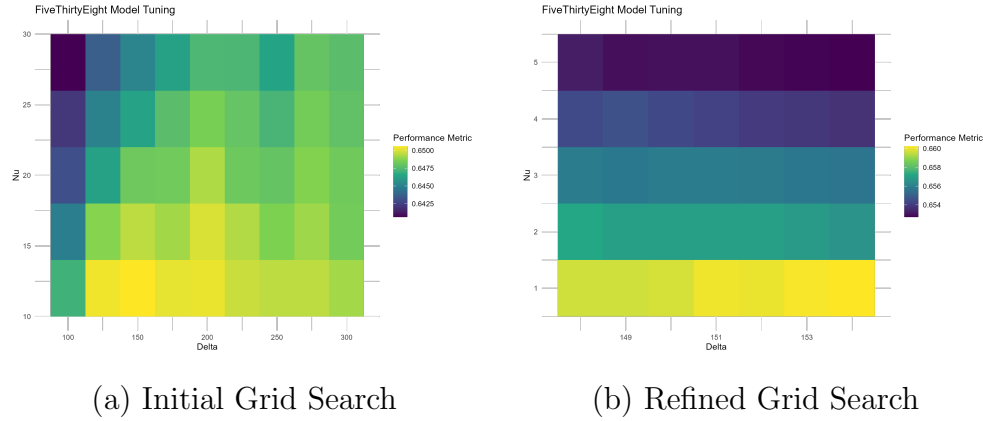 FiveThirtyEight Model Tuning
30
25
20
15
10
Nu
100
150
200
250
300
Delta
Performance Metric
0.6500
0.6475
0.6450
0.6425
(a) Initial Grid Search
FiveThirtyEight Model Tuning
5
4
3
2
1
Nu
149
151
153
Delta
Performance Metric
0.660
0.658
0.656
0.654
(b) Refined Grid Search